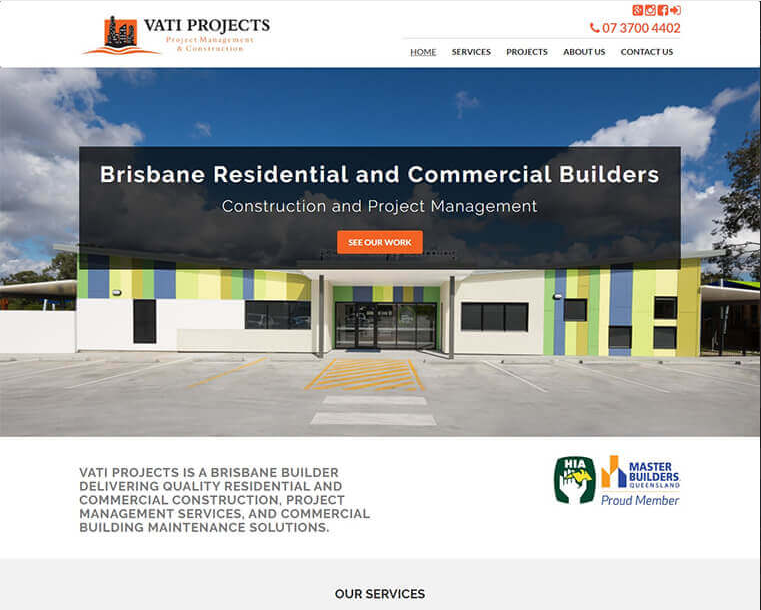 VATI PROJECTS
Project Management
& Construction
07 3700 4402
HOME SERVICES PROJECTS ABOUT US CONTACT US
Brisbane Residential and Commercial Builders
Construction and Project Management
SEE OUR WORK
VATI PROJECTS IS A BRISBANE BUILDER
DELIVERING QUALITY RESIDENTIAL AND
COMMERCIAL CONSTRUCTION, PROJECT
MANAGEMENT SERVICES, AND COMMERCIAL
BUILDING MAINTENANCE SOLUTIONS.
HIA
MASTER
BUILDERS
QUEENSLAND
Proud Member
OUR SERVICES